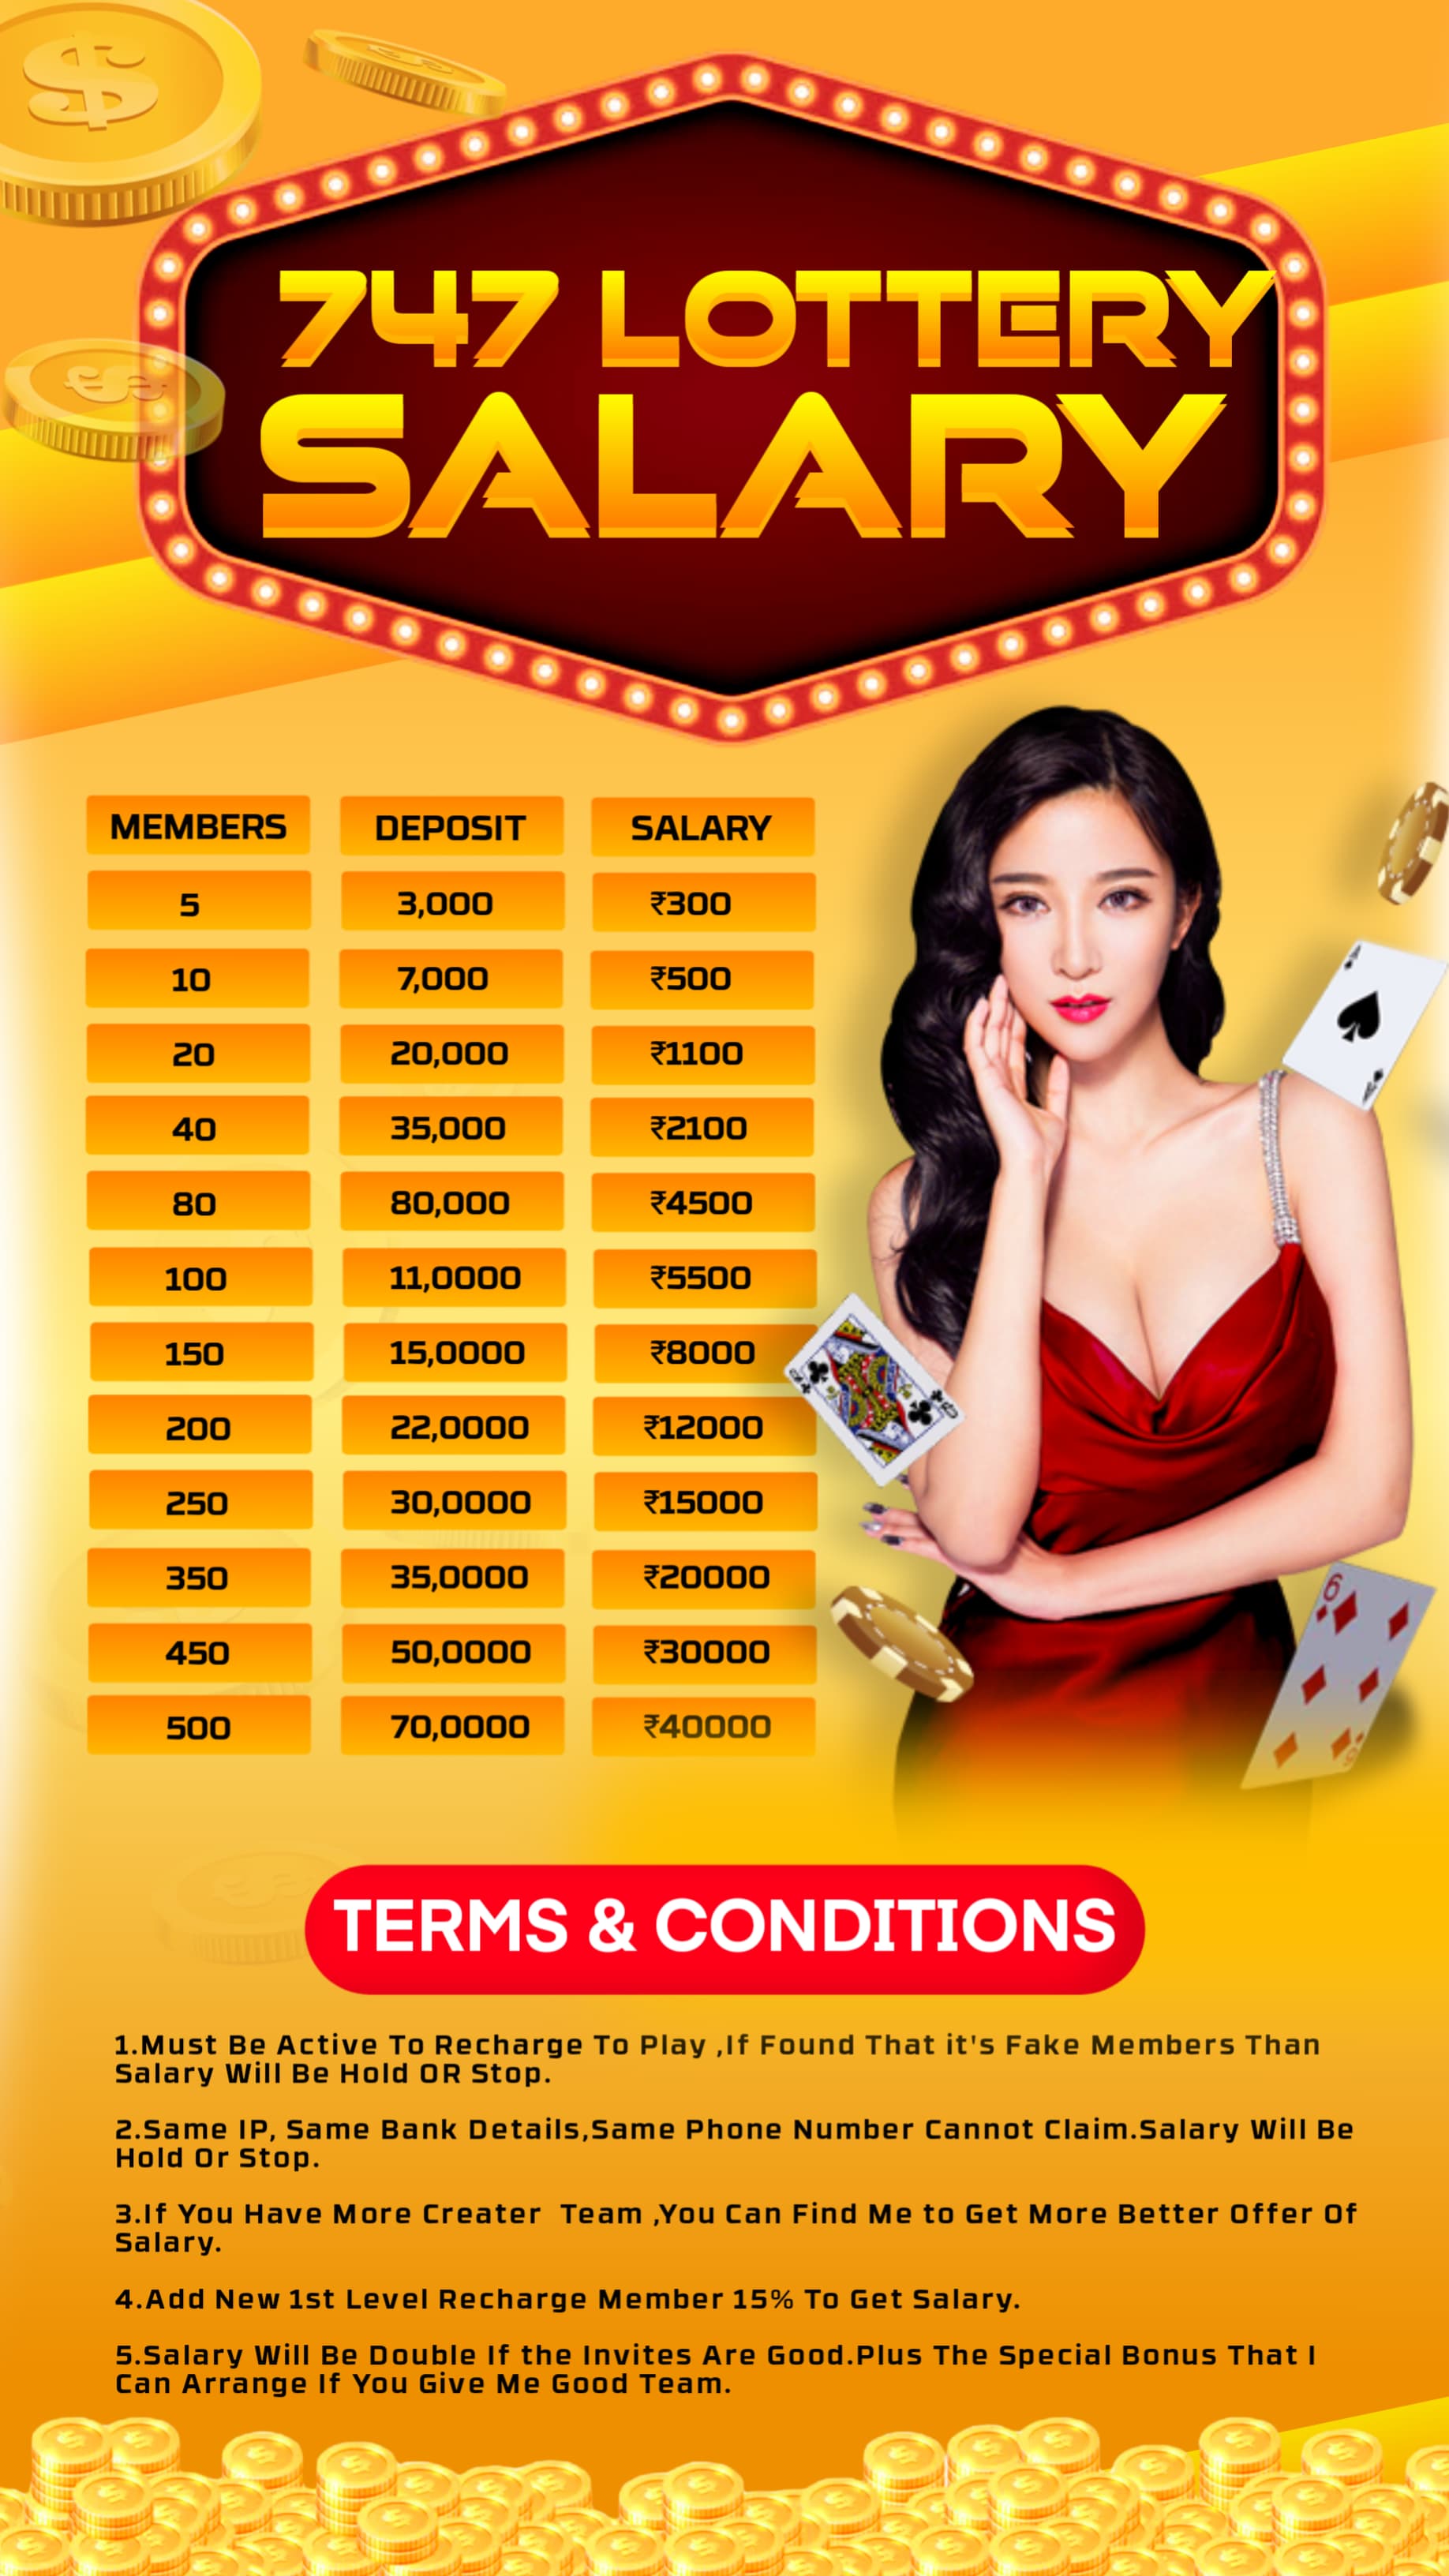 747 LOTTERY
SALARY
MEMBERS DEPOSIT SALARY
5 3,000 ₹300
10 7,000 ₹500
20 20,000 ₹1100
40 35,000 ₹2100
80 80,000 ₹4500
100 11,0000 ₹5500
150 15,0000 ₹8000
200 22,0000 ₹12000
250 30,0000 ₹15000
350 35,0000 ₹20000
450 50,0000 ₹30000
500 70,0000 ₹40000
A
A
Q
Q
6
6
TERMS & CONDITIONS
1.Must Be Active To Recharge To Play ,If Found That it's Fake Members Than
Salary Will Be Hold OR Stop.
2.Same IP, Same Bank Details,Same Phone Number Cannot Claim.Salary Will Be
Hold Or Stop.
3.If You Have More Creater  Team ,You Can Find Me to Get More Better Offer Of
Salary.
4.Add New 1st Level Recharge Member 15% To Get Salary.
5.Salary Will Be Double If the Invites Are Good.Plus The Special Bonus That I
Can Arrange If You Give Me Good Team.